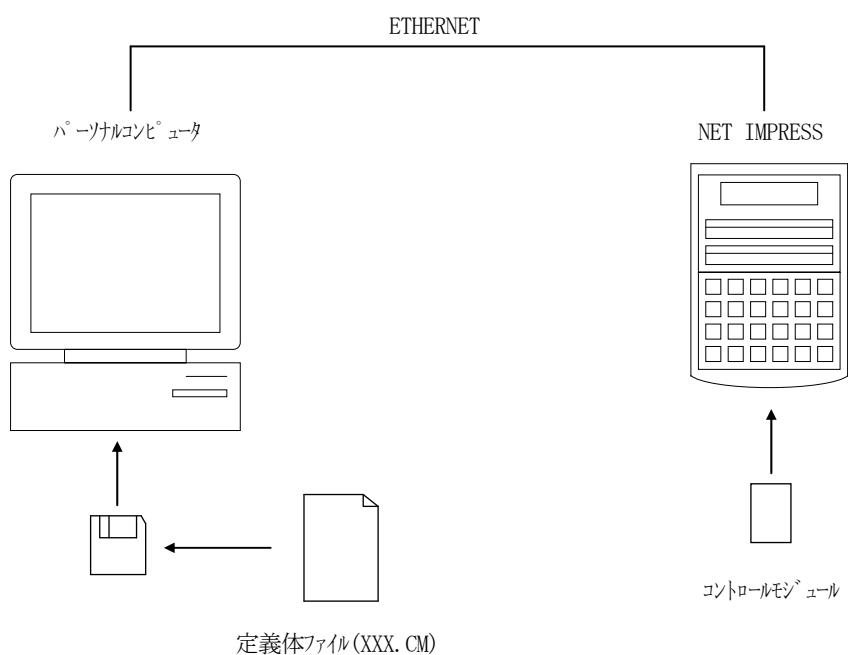 ETHERNET
ﾊﾟｰｿﾅﾙｺﾝﾋﾟｭｰﾀ
NET IMPRESS
ｺﾝﾄﾛｰﾙﾓｼﾞｭｰﾙ
定義体ﾌｧｲﾙ(XXX.CM)